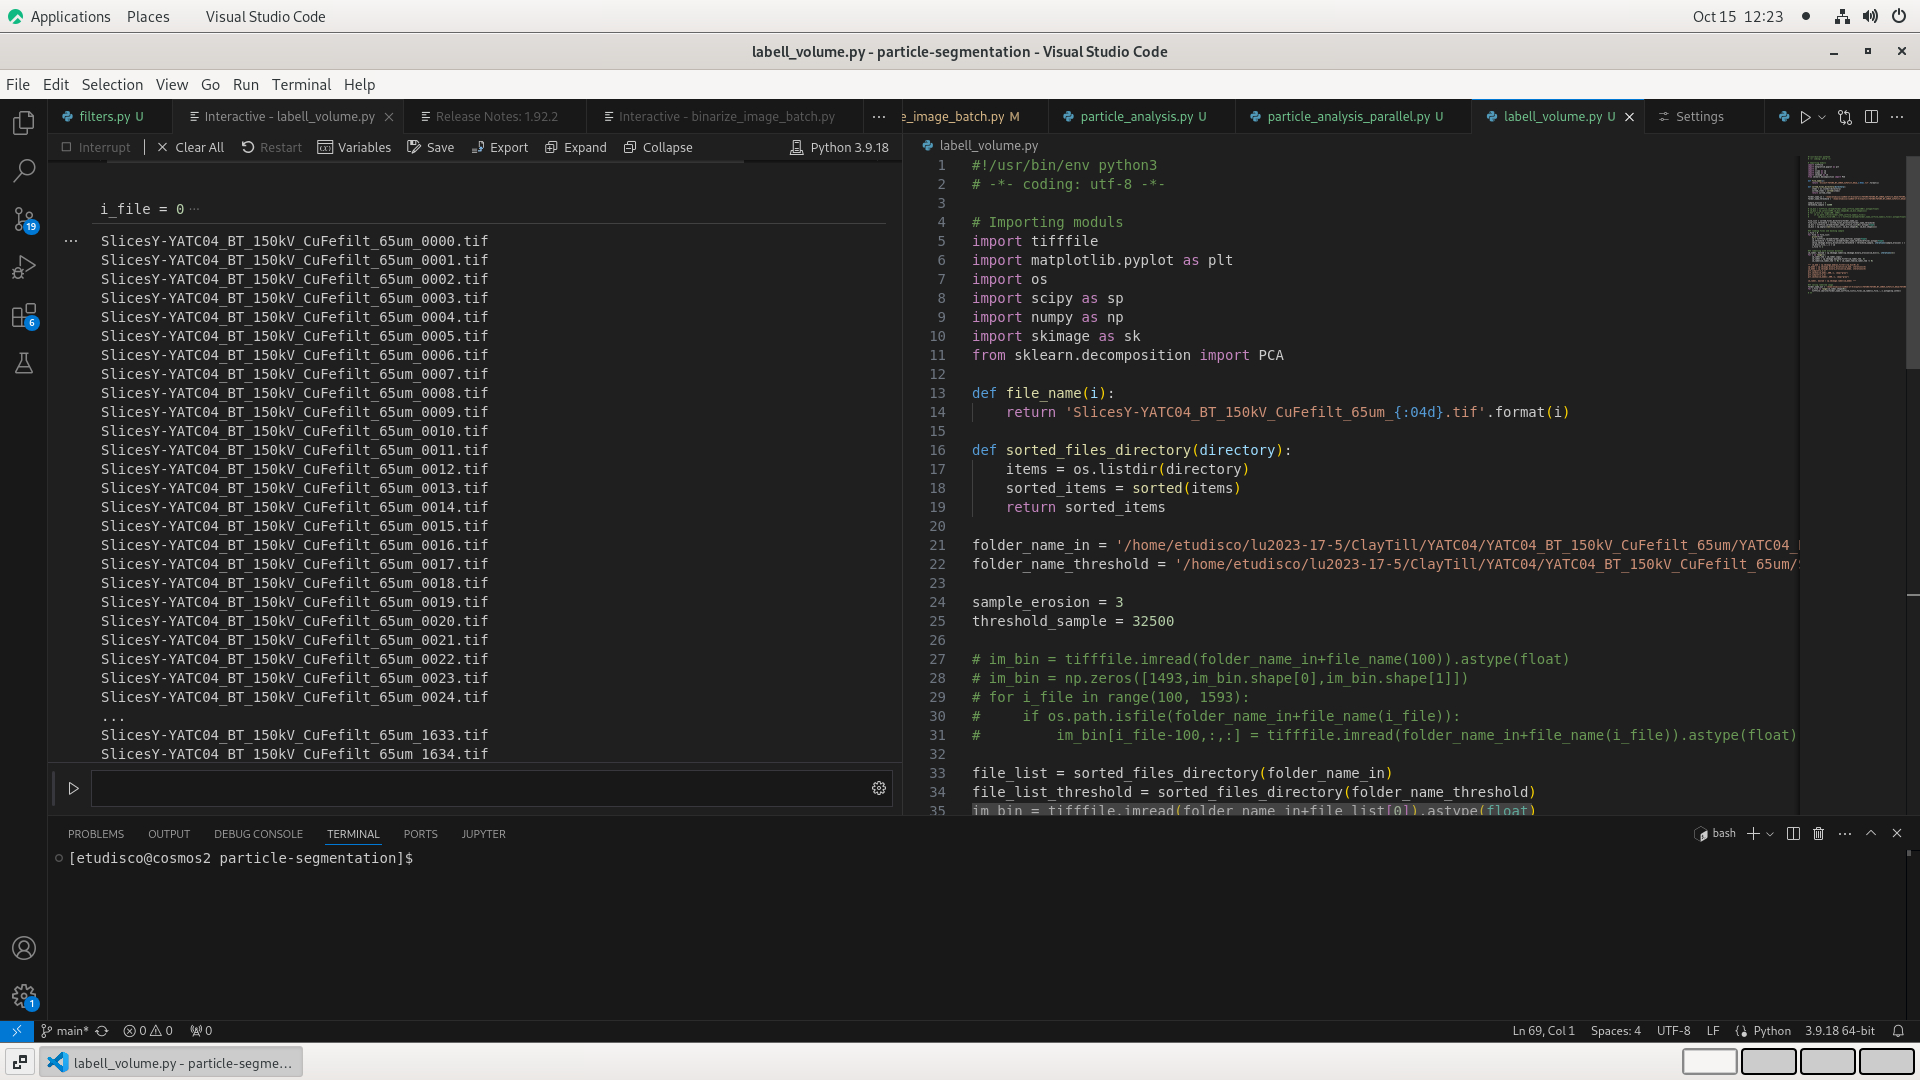 Applications Places Visual Studio Code Oct 15 12:23
labell_volume.py - particle-segmentation - Visual Studio Code
File Edit Selection View Go Run Terminal Help
filters.py U Interactive - labell_volume.py Release Notes: 1.92.2 Interactive - binarize_image_batch.py ... e_image_batch.py M particle_analysis.py U particle_analysis_parallel.py U labell_volume.py U Settings
Interrupt Clear All Restart Variables Save Export Expand Collapse Python 3.9.18
i_file = 0 ...
...
SlicesY-YATC04_BT_150kV_CuFefilt_65um_0000.tif
SlicesY-YATC04_BT_150kV_CuFefilt_65um_0001.tif
SlicesY-YATC04_BT_150kV_CuFefilt_65um_0002.tif
SlicesY-YATC04_BT_150kV_CuFefilt_65um_0003.tif
SlicesY-YATC04_BT_150kV_CuFefilt_65um_0004.tif
SlicesY-YATC04_BT_150kV_CuFefilt_65um_0005.tif
SlicesY-YATC04_BT_150kV_CuFefilt_65um_0006.tif
SlicesY-YATC04_BT_150kV_CuFefilt_65um_0007.tif
SlicesY-YATC04_BT_150kV_CuFefilt_65um_0008.tif
SlicesY-YATC04_BT_150kV_CuFefilt_65um_0009.tif
SlicesY-YATC04_BT_150kV_CuFefilt_65um_0010.tif
SlicesY-YATC04_BT_150kV_CuFefilt_65um_0011.tif
SlicesY-YATC04_BT_150kV_CuFefilt_65um_0012.tif
SlicesY-YATC04_BT_150kV_CuFefilt_65um_0013.tif
SlicesY-YATC04_BT_150kV_CuFefilt_65um_0014.tif
SlicesY-YATC04_BT_150kV_CuFefilt_65um_0015.tif
SlicesY-YATC04_BT_150kV_CuFefilt_65um_0016.tif
SlicesY-YATC04_BT_150kV_CuFefilt_65um_0017.tif
SlicesY-YATC04_BT_150kV_CuFefilt_65um_0018.tif
SlicesY-YATC04_BT_150kV_CuFefilt_65um_0019.tif
SlicesY-YATC04_BT_150kV_CuFefilt_65um_0020.tif
SlicesY-YATC04_BT_150kV_CuFefilt_65um_0021.tif
SlicesY-YATC04_BT_150kV_CuFefilt_65um_0022.tif
SlicesY-YATC04_BT_150kV_CuFefilt_65um_0023.tif
SlicesY-YATC04_BT_150kV_CuFefilt_65um_0024.tif
...
SlicesY-YATC04_BT_150kV_CuFefilt_65um_1633.tif
SlicesY-YATC04_BT_150kV_CuFefilt_65um_1634.tif
labell_volume.py
1 #!/usr/bin/env python3
2 # -*- coding: utf-8 -*-
3
4 # Importing moduls
5 import tifffile
6 import matplotlib.pyplot as plt
7 import os
8 import scipy as sp
9 import numpy as np
10 import skimage as sk
11 from sklearn.decomposition import PCA
12
13 def file_name(i):
14     return 'SlicesY-YATC04_BT_150kV_CuFefilt_65um_{:04d}.tif'.format(i)
15
16 def sorted_files_directory(directory):
17     items = os.listdir(directory)
18     sorted_items = sorted(items)
19     return sorted_items
20
21 folder_name_in = '/home/etudisco/lu2023-17-5/ClayTill/YATC04/YATC04_BT_150kV_CuFefilt_65um/YATC04_
22 folder_name_threshold = '/home/etudisco/lu2023-17-5/ClayTill/YATC04/YATC04_BT_150kV_CuFefilt_65um/
23
24 sample_erosion = 3
25 threshold_sample = 32500
26
27 # im_bin = tifffile.imread(folder_name_in+file_name(100)).astype(float)
28 # im_bin = np.zeros([1493,im_bin.shape[0],im_bin.shape[1]])
29 # for i_file in range(100, 1593):
30 #     if os.path.isfile(folder_name_in+file_name(i_file)):
31 #         im_bin[i_file-100,:,:] = tifffile.imread(folder_name_in+file_name(i_file)).astype(float)
32
33 file_list = sorted_files_directory(folder_name_in)
34 file_list_threshold = sorted_files_directory(folder_name_threshold)
35 im_bin = tifffile.imread(folder_name_in+file_list[0]).astype(float)
19
6
1
PROBLEMS OUTPUT DEBUG CONSOLE TERMINAL PORTS JUPYTER bash
[etudisco@cosmos2 particle-segmentation]$
main* 0 0 0 Ln 69, Col 1 Spaces: 4 UTF-8 LF Python 3.9.18 64-bit
labell_volume.py - particle-segme...